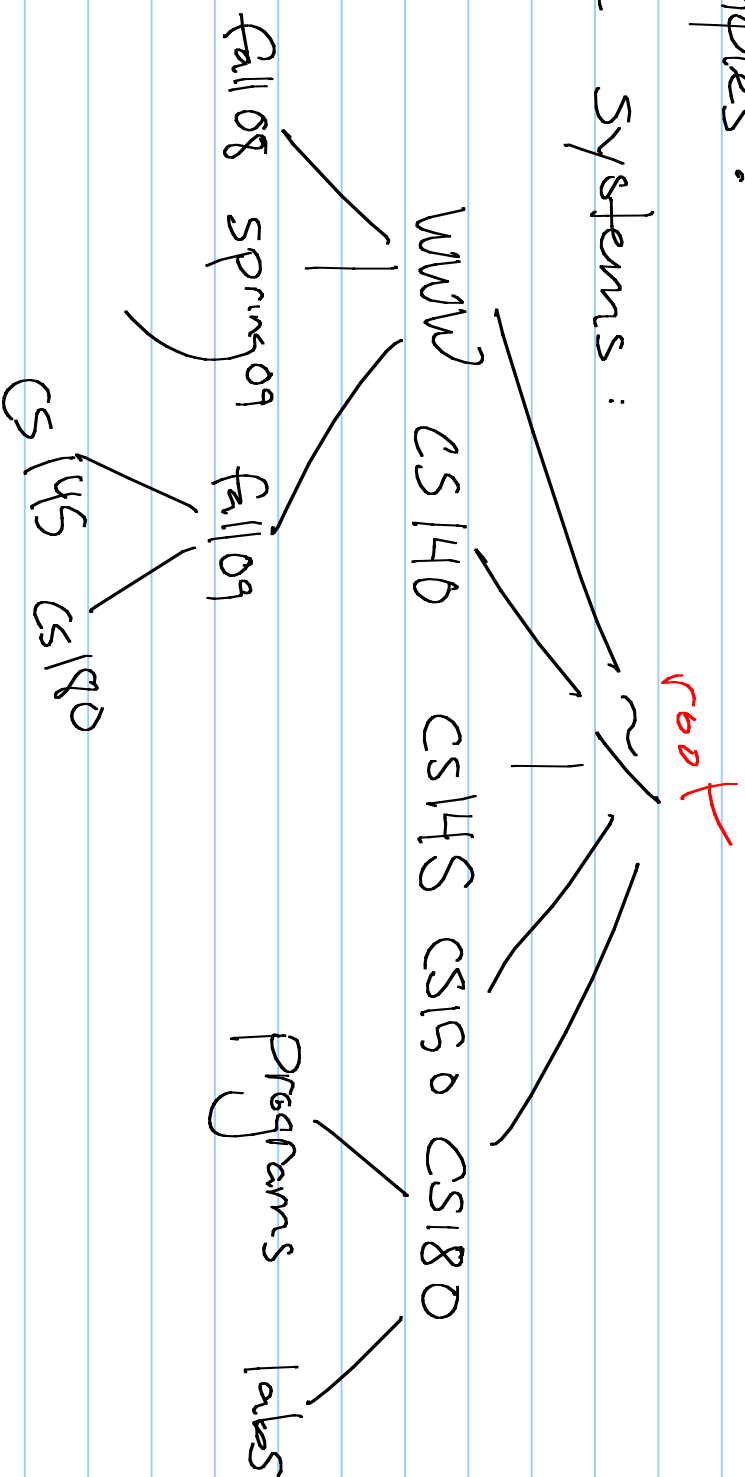 Systems :
root
~/
WWW CS140 CS145 CS150 CS180
fall08 spring09 fall09 programs labs
CS145 CS180